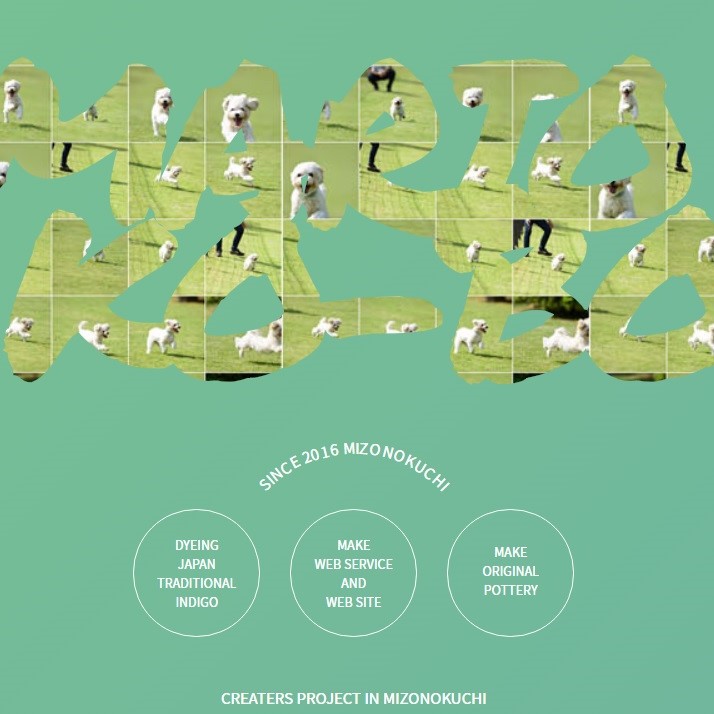 SINCE 2016 MIZONOKUCHI
DYEING
JAPAN
TRADITIONAL
INDIGO
MAKE
WEB SERVICE
AND
WEB SITE
MAKE
ORIGINAL
POTTERY
CREATERS PROJECT IN MIZONOKUCHI